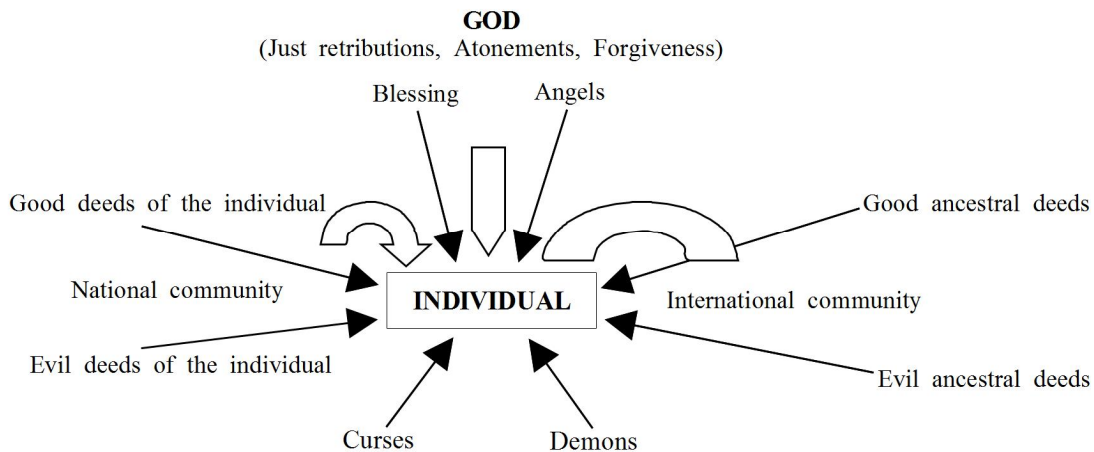 GOD
(Just retributions, Atonements, Forgiveness)
Blessing
Angels
Good deeds of the individual
Good ancestral deeds
National community
INDIVIDUAL
International community
Evil deeds of the individual
Evil ancestral deeds
Curses
Demons